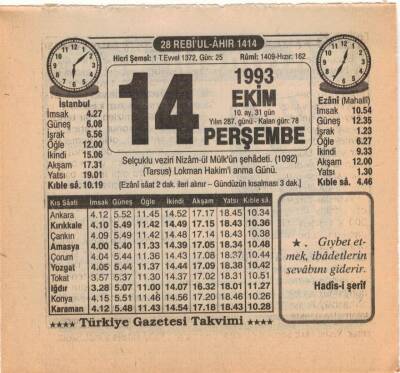 28 REBÎ'UL-ÂHIR 1414
Hicrî Şemsî: 1 T.Evvel 1372, Gün: 25 Rûmî: 1409-Hızır: 162
14
1993
EKİM
10. ay, 31 gün
Yılın 287. günü - Kalan gün: 78
PERŞEMBE
İstanbul
İmsak 4.27
Güneş 6.08
İşrak 6.56
Öğle 12.00
İkindi 15.06
Akşam 17.31
Yatsı 19.01
Kıble sâ. 10.19
Ezânî (Mahallî)
İmsak 10.54
Güneş 12.35
İşrak 1.23
Öğle 6.27
İkindi 9.33
Akşam 12.00
Yatsı 1.30
Kıble sâ. 4.46
Selçuklu veziri Nizâm-ül Mülk'ün şehâdeti. (1092)
(Tarsus) Lokman Hakîm'i anma Günü.
[Ezânî sâat 2 dak. ileri alınır – Gündüzün kısalması 3 dak.]
Kış Sâati İmsak Güneş Öğle İkindi Akşam Yatsı Kıble sâ.
Ankara 4.12 5.52 11.45 14.52 17.17 18.45 10.34
Kırıkkale 4.10 5.49 11.42 14.49 17.15 18.43 10.36
Çankırı 4.09 5.49 11.42 14.48 17.14 18.43 10.38
Amasya 4.00 5.40 11.33 14.39 17.05 18.34 10.48
Çorum 4.04 5.44 11.36 14.43 17.08 18.37 10.44
Yozgat 4.05 5.44 11.37 14.44 17.09 18.38 10.42
Tokat 3.57 5.37 11.30 14.37 17.02 18.31 10.51
Iğdır 3.28 5.07 11.00 14.07 16.32 18.01 11.27
Konya 4.15 5.51 11.46 14.56 17.20 18.46 10.26
Karaman 4.12 5.48 11.43 14.54 17.18 18.43 10.28
★. Gıybet et-
mek, ibâdetlerin
sevâbını giderir.
Hadîs-i şerîf
★★★★ Türkiye Gazetesi Takvimi ★★★★